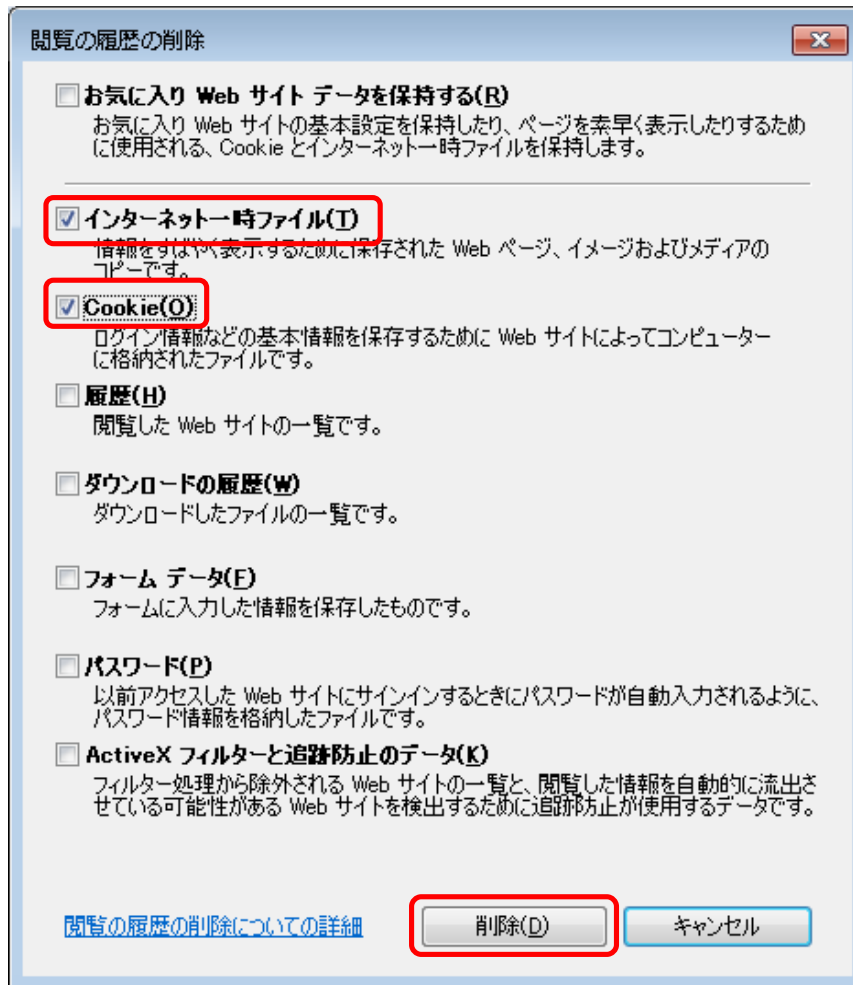 閲覧の履歴の削除
お気に入り Web サイト データを保持する(R)
お気に入り Web サイトの基本設定を保持したり、ページを素早く表示したりするため
に使用される、Cookie とインターネット一時ファイルを保持します。
インターネット一時ファイル(T)
情報をすばやく表示するために保存された Web ページ、イメージおよびメディアの
コピーです。
Cookie(O)
ログイン情報などの基本情報を保存するために Web サイトによってコンピューター
に格納されたファイルです。
履歴(H)
閲覧した Web サイトの一覧です。
ダウンロードの履歴(W)
ダウンロードしたファイルの一覧です。
フォーム データ(F)
フォームに入力した情報を保存したものです。
パスワード(P)
以前アクセスした Web サイトにサインインするときにパスワードが自動入力されるように、
パスワード情報を格納したファイルです。
ActiveX フィルターと追跡防止のデータ(K)
フィルター処理から除外される Web サイトの一覧と、閲覧した情報を自動的に流出さ
せている可能性がある Web サイトを検出するために追跡防止が使用するデータです。
閲覧の履歴の削除についての詳細 削除(D) キャンセル